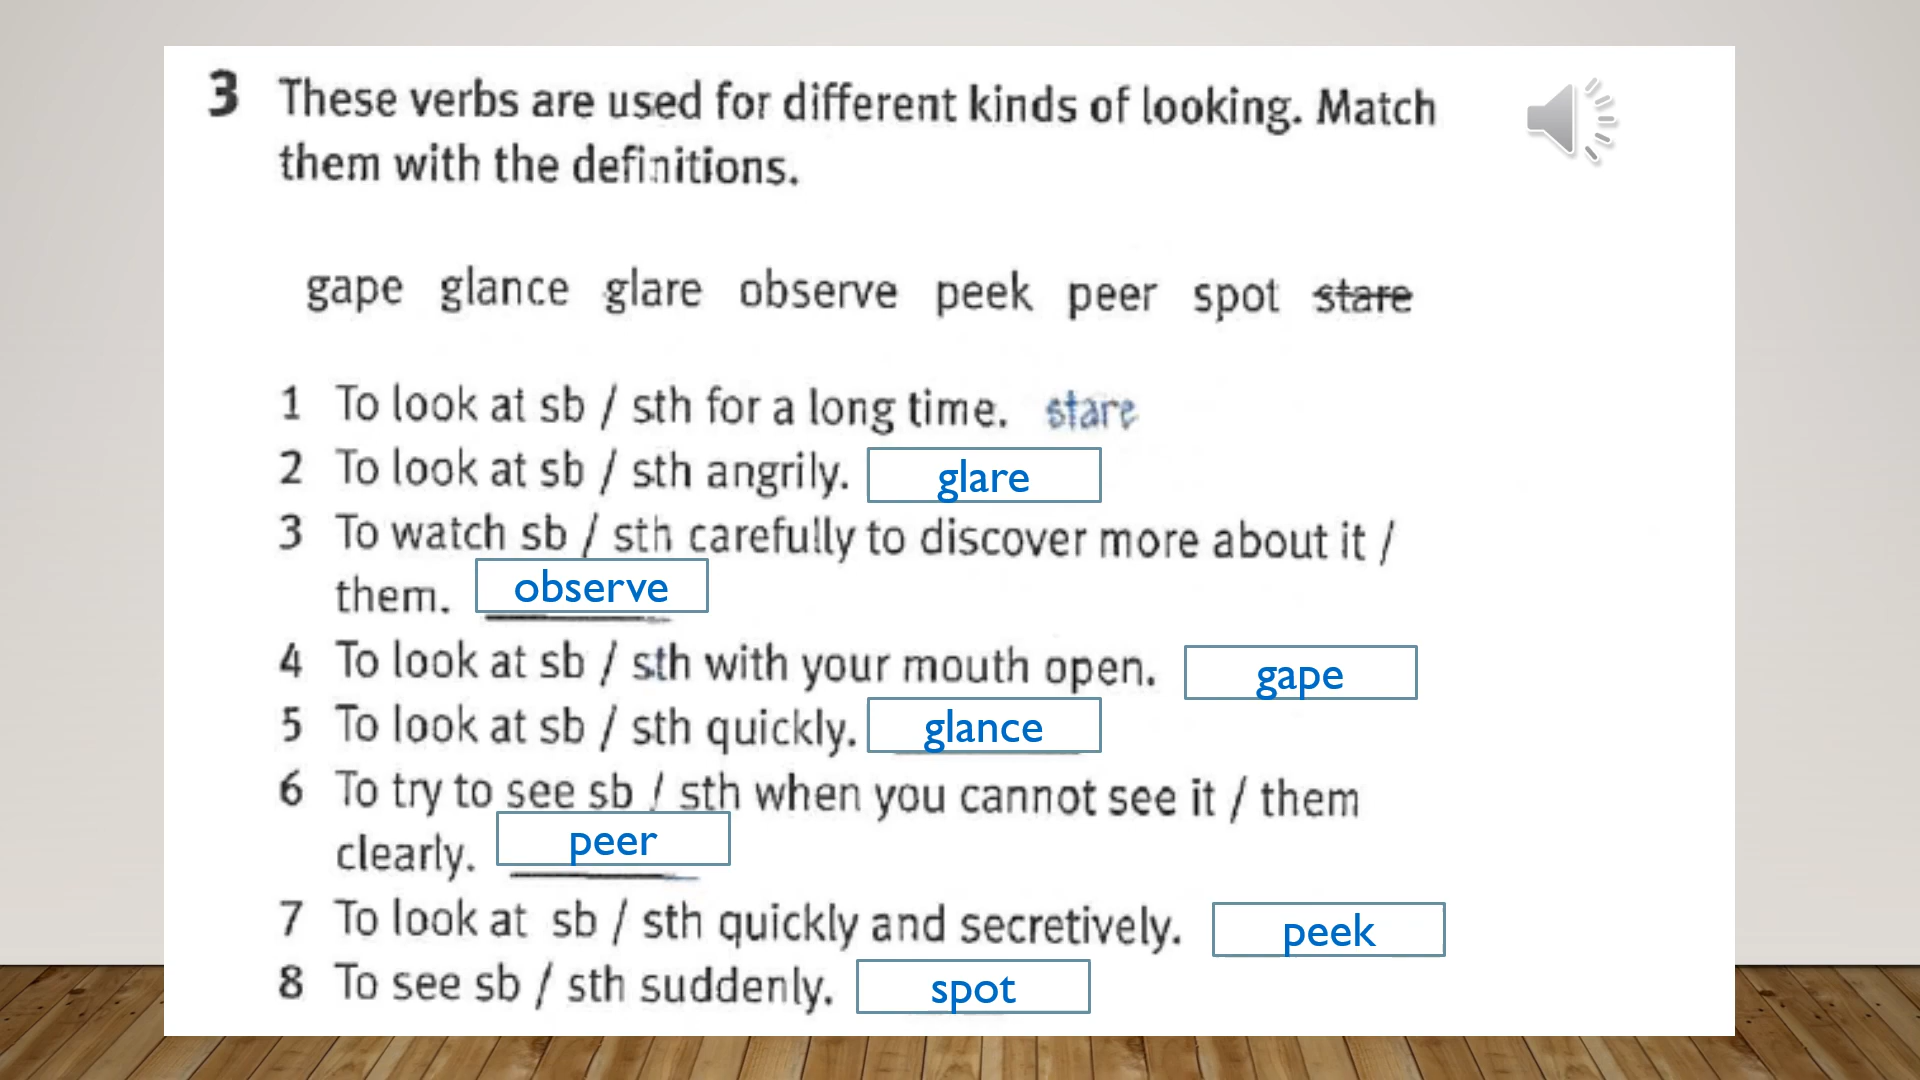 3 These verbs are used for different kinds of looking. Match
them with the definitions.
gape glance glare observe peek peer spot stare
1 To look at sb / sth for a long time. stare
2 To look at sb / sth angrily. glare
3 To watch sb / sth carefully to discover more about it /
them. observe
4 To look at sb / sth with your mouth open. gape
5 To look at sb / sth quickly. glance
6 To try to see sb / sth when you cannot see it / them
clearly. peer
7 To look at sb / sth quickly and secretively. peek
8 To see sb / sth suddenly. spot